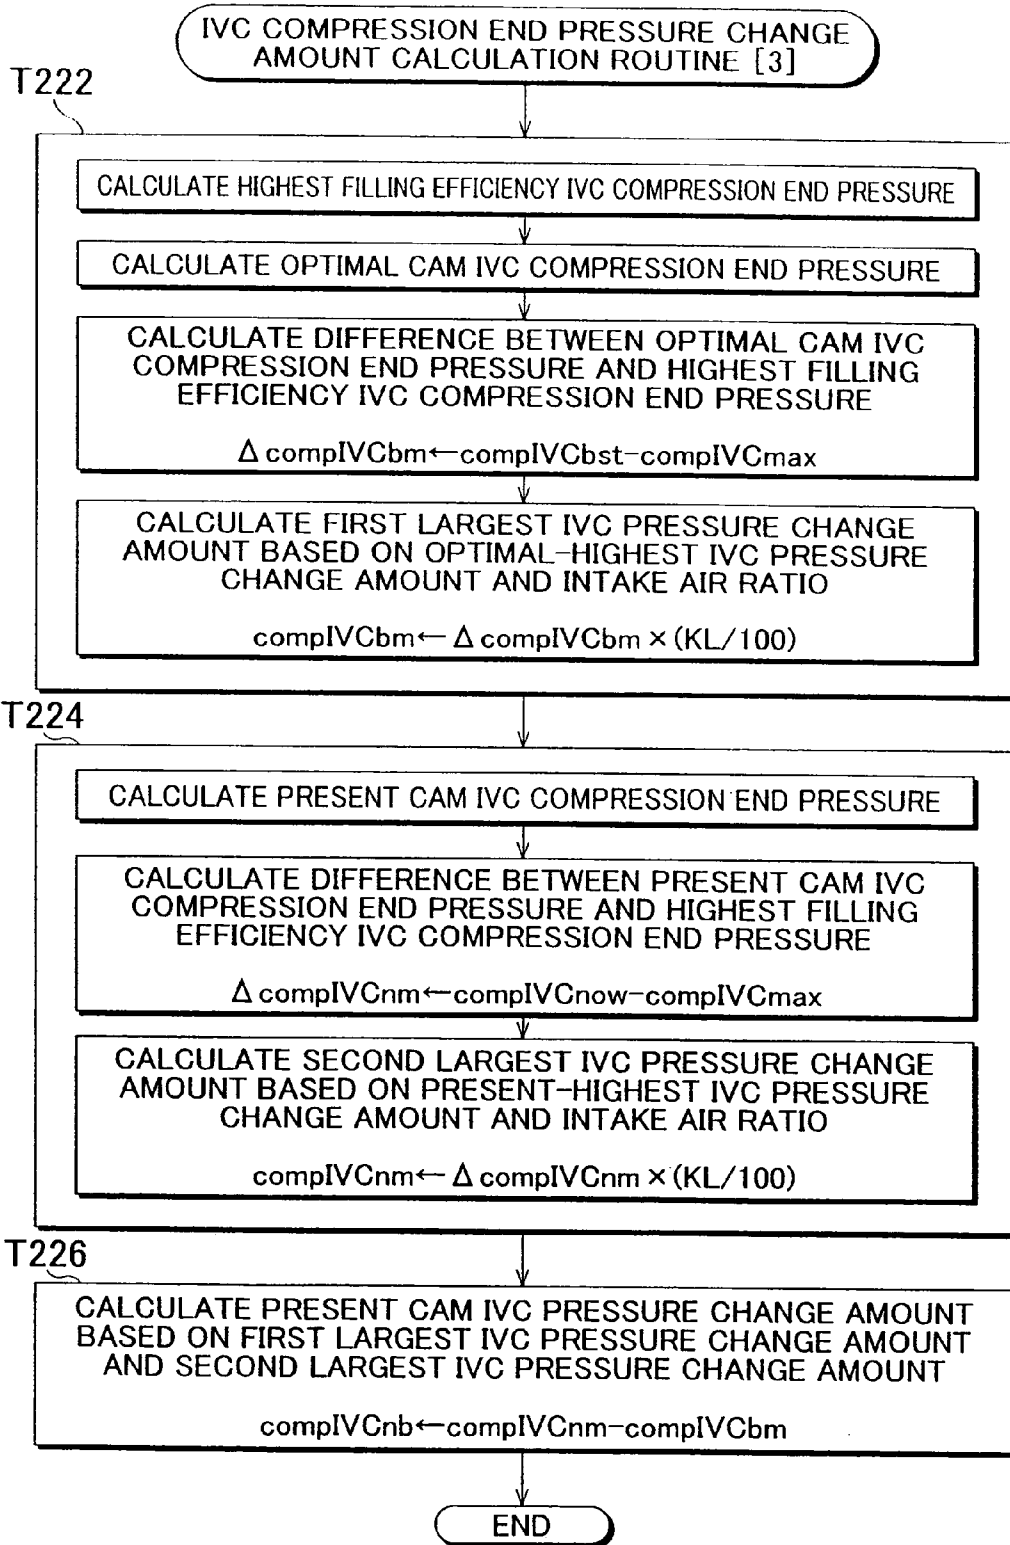 IVC COMPRESSION END PRESSURE CHANGE
AMOUNT CALCULATION ROUTINE [3]
T222
CALCULATE HIGHEST FILLING EFFICIENCY IVC COMPRESSION END PRESSURE
CALCULATE OPTIMAL CAM IVC COMPRESSION END PRESSURE
CALCULATE DIFFERENCE BETWEEN OPTIMAL CAM IVC
COMPRESSION END PRESSURE AND HIGHEST FILLING
EFFICIENCY IVC COMPRESSION END PRESSURE
Δ compIVCbm←compIVCbst-compIVCmax
CALCULATE FIRST LARGEST IVC PRESSURE CHANGE
AMOUNT BASED ON OPTIMAL-HIGHEST IVC PRESSURE
CHANGE AMOUNT AND INTAKE AIR RATIO
compIVCbm← Δ compIVCbm ×(KL/100)
T224
CALCULATE PRESENT CAM IVC COMPRESSION END PRESSURE
CALCULATE DIFFERENCE BETWEEN PRESENT CAM IVC
COMPRESSION END PRESSURE AND HIGHEST FILLING
EFFICIENCY IVC COMPRESSION END PRESSURE
Δ compIVCnm←compIVCnow-compIVCmax
CALCULATE SECOND LARGEST IVC PRESSURE CHANGE
AMOUNT BASED ON PRESENT-HIGHEST IVC PRESSURE
CHANGE AMOUNT AND INTAKE AIR RATIO
compIVCnm← Δ compIVCnm ×(KL/100)
T226
CALCULATE PRESENT CAM IVC PRESSURE CHANGE AMOUNT
BASED ON FIRST LARGEST IVC PRESSURE CHANGE AMOUNT
AND SECOND LARGEST IVC PRESSURE CHANGE AMOUNT
compIVCnb←compIVCnm-compIVCbm
END